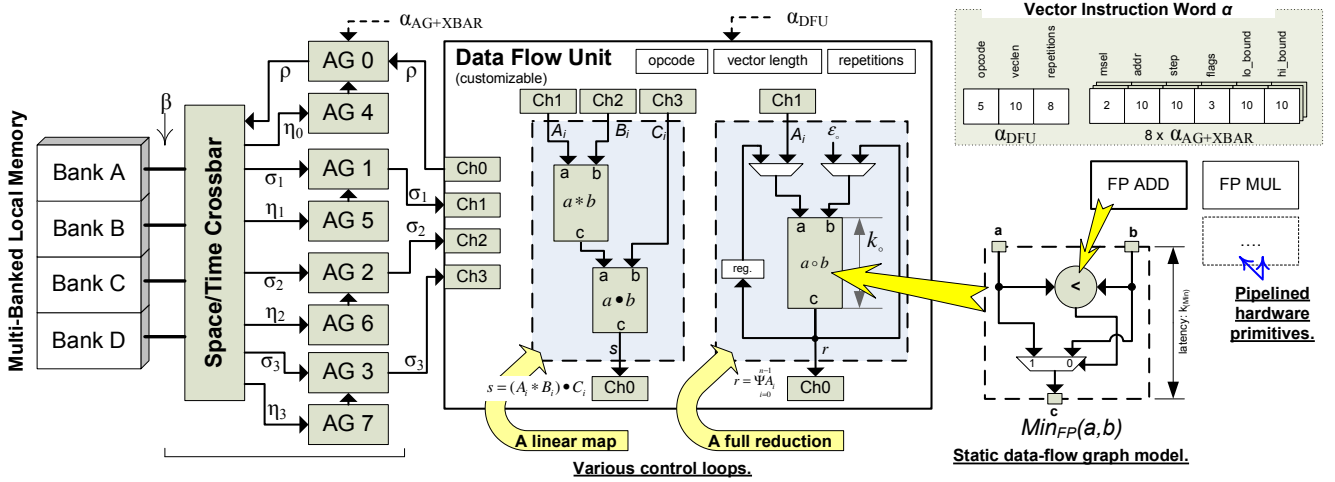 Multi-Banked Local Memory
Bank A
Bank B
Bank C
Bank D
β
Space/Time Crossbar
α_AG+XBAR
ρ
AG 0
ρ
AG 4
η_0
AG 1
σ_1
σ_1
AG 5
η_1
AG 2
σ_2
σ_2
AG 6
η_2
AG 3
σ_3
σ_3
AG 7
η_3
α_DFU
Data Flow Unit
(customizable)
opcode
vector length
repetitions
Ch0
Ch1
Ch2
Ch3
Ch1
Ch2
Ch3
A_i
B_i
C_i
a b
a * b
c
a b
a • b
c
s
Ch0
s = (A_i * B_i) • C_i
A linear map
Ch1
A_i
ε_∘
a b
a ∘ b
c
k_∘
reg.
r
Ch0
r = Ψ A_i
n−1
i=0
A full reduction
Various control loops.
Vector Instruction Word α
opcode
veclen
repetitions
5
10
8
α_DFU
msel
addr
step
flags
lo_bound
hi_bound
2
10
10
3
10
10
8 x α_AG+XBAR
FP ADD
FP MUL
....
Pipelined
hardware
primitives.
a
b
<
1 0
c
latency: k_(Min)
Min_FP(a,b)
Static data-flow graph model.